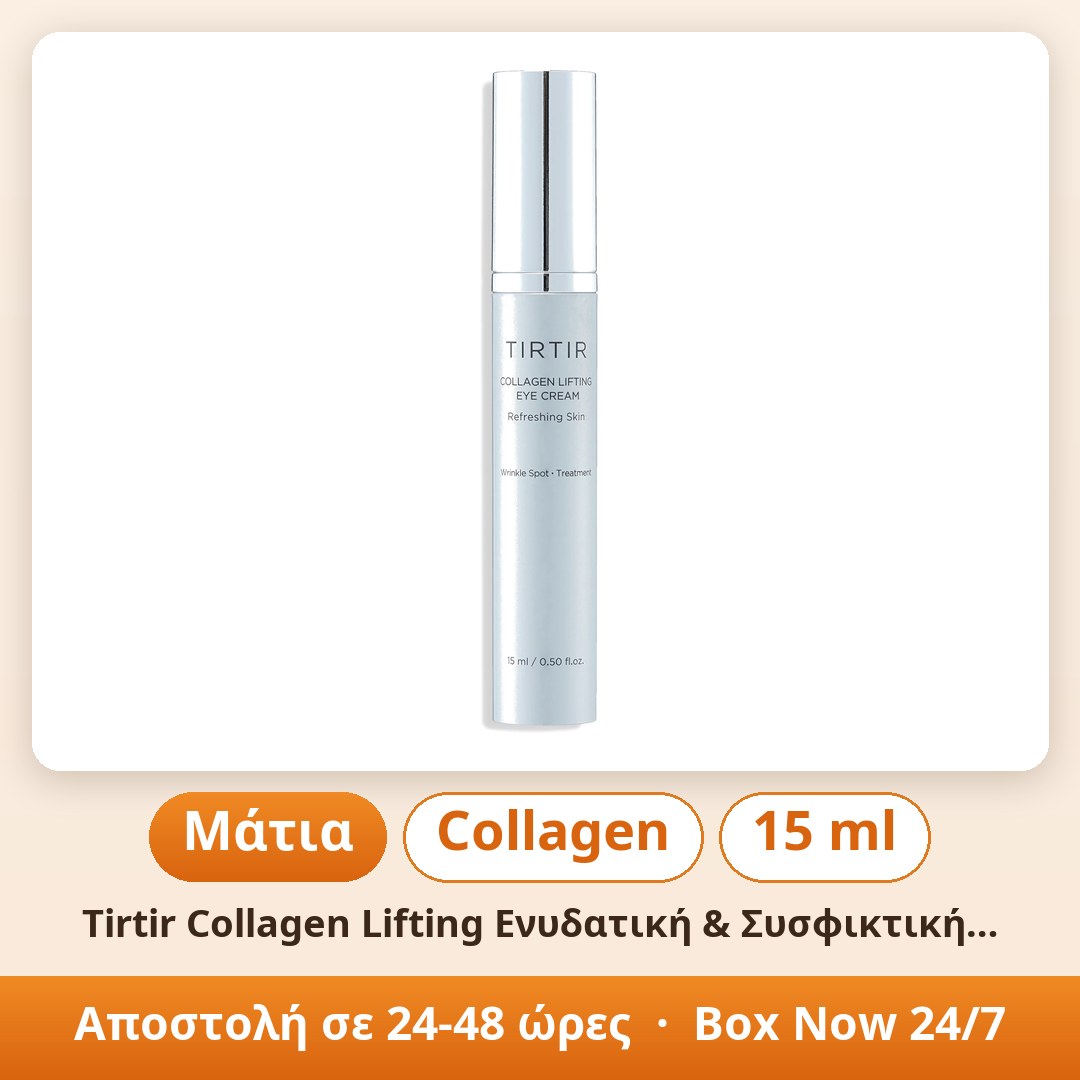 TIRTIR
COLLAGEN LIFTING
EYE CREAM
Refreshing Skin
Wrinkle Spot • Treatment
15 ml / 0.50 fl.oz.
Μάτια
Collagen
15 ml
Tirtir Collagen Lifting Ενυδατική & Συσφικτική...
Αποστολή σε 24-48 ώρες · Box Now 24/7